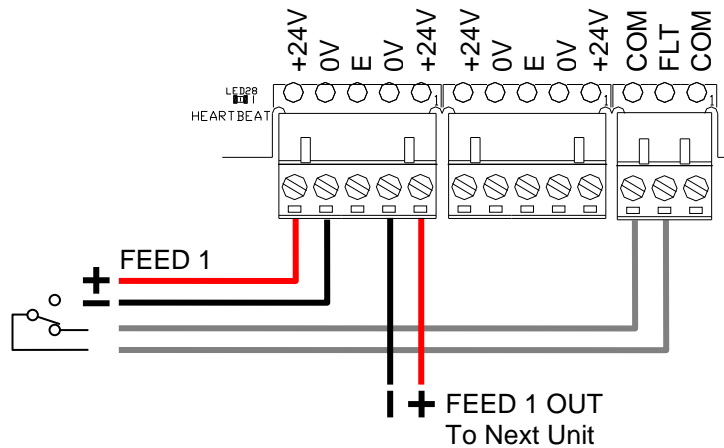 +24V 0V E 0V +24V +24V 0V E 0V +24V COM FLT COM
LED28
1 1 1
HEARTBEAT
+ FEED 1
−
− + FEED 1 OUT
To Next Unit